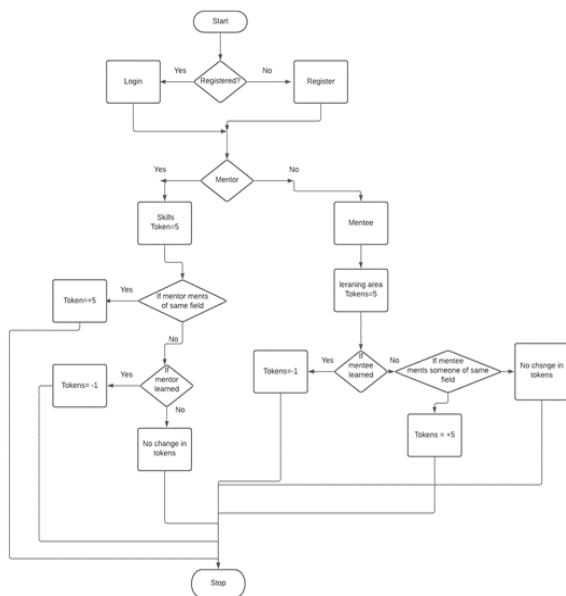 Start
Yes
No
Login
Registered?
Register
Yes
Mentor
No
Skills
Token=5
Mentee
leraning area
Tokens=5
Token=+5
Yes
If mentor ments
of same field
No
Tokens=-1
Yes
If
mentee
learned
No
If mentee
ments someone of same
field
No chsnge in
tokens
Tokens= -1
Yes
If
mentor
learned
No
Tokens = +5
No change in
tokens
Stop